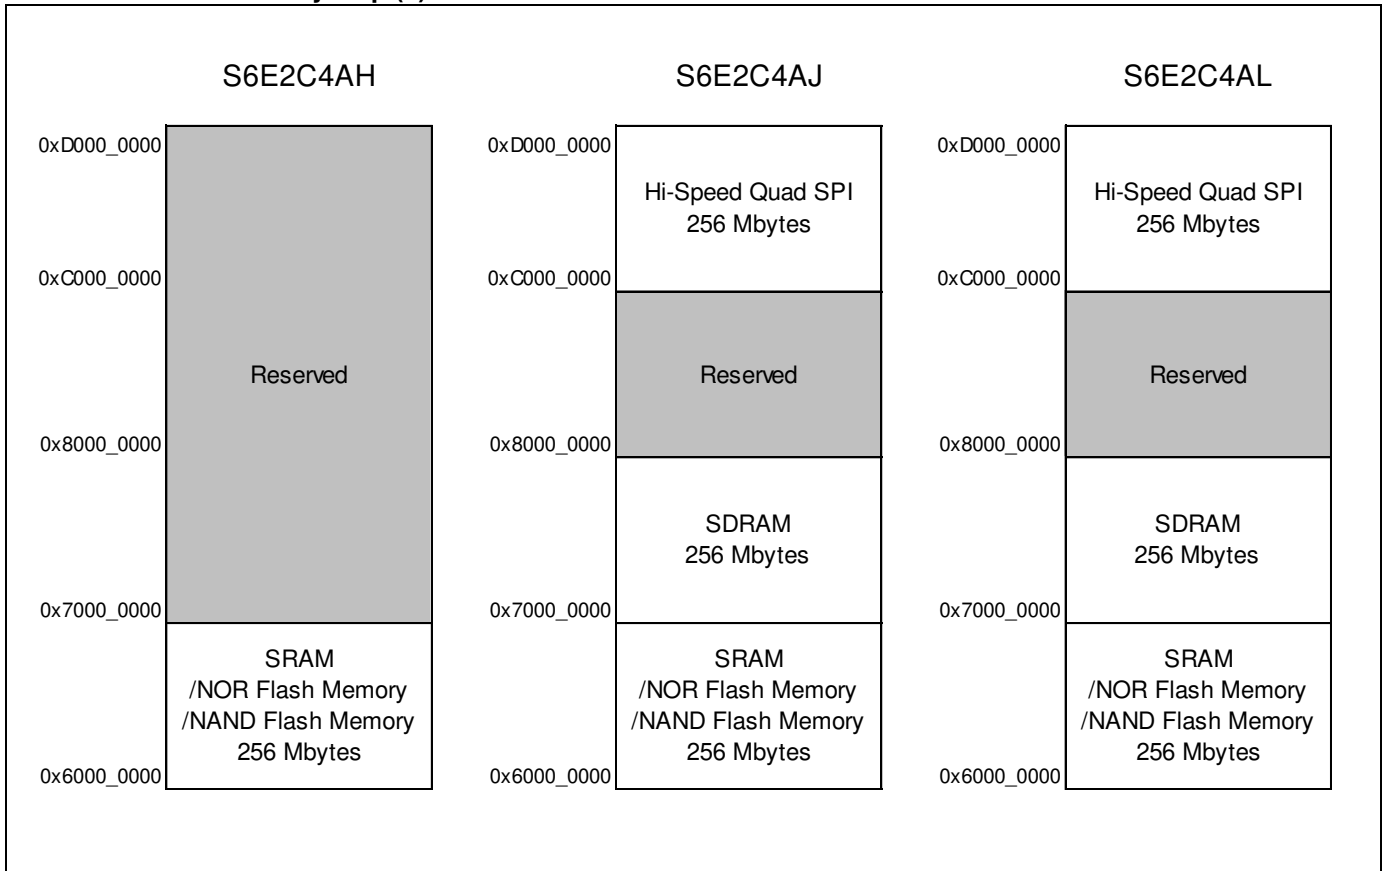 S6E2C4AH
0xD000_0000
0xC000_0000
Reserved
0x8000_0000
0x7000_0000
SRAM
/NOR Flash Memory
/NAND Flash Memory
256 Mbytes
0x6000_0000
S6E2C4AJ
0xD000_0000
Hi-Speed Quad SPI
256 Mbytes
0xC000_0000
Reserved
0x8000_0000
SDRAM
256 Mbytes
0x7000_0000
SRAM
/NOR Flash Memory
/NAND Flash Memory
256 Mbytes
0x6000_0000
S6E2C4AL
0xD000_0000
Hi-Speed Quad SPI
256 Mbytes
0xC000_0000
Reserved
0x8000_0000
SDRAM
256 Mbytes
0x7000_0000
SRAM
/NOR Flash Memory
/NAND Flash Memory
256 Mbytes
0x6000_0000